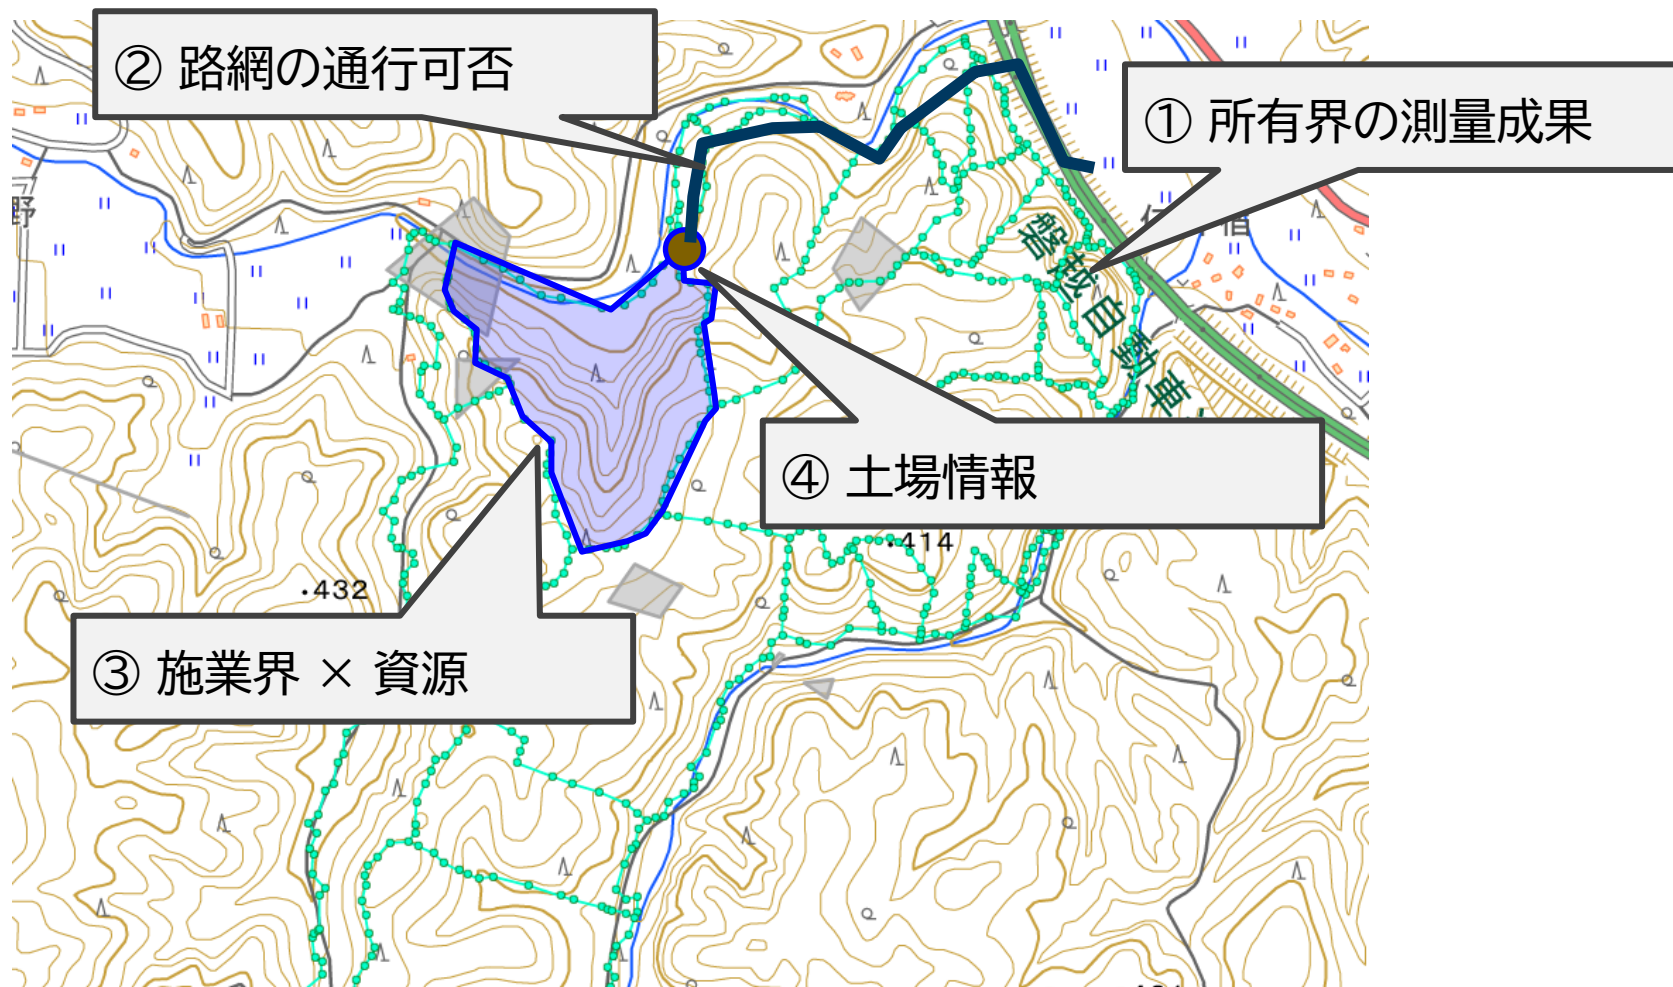 ② 路網の通行可否
① 所有界の測量成果
野
磐越自動車
④ 土場情報
・414
・432
③ 施業界 × 資源